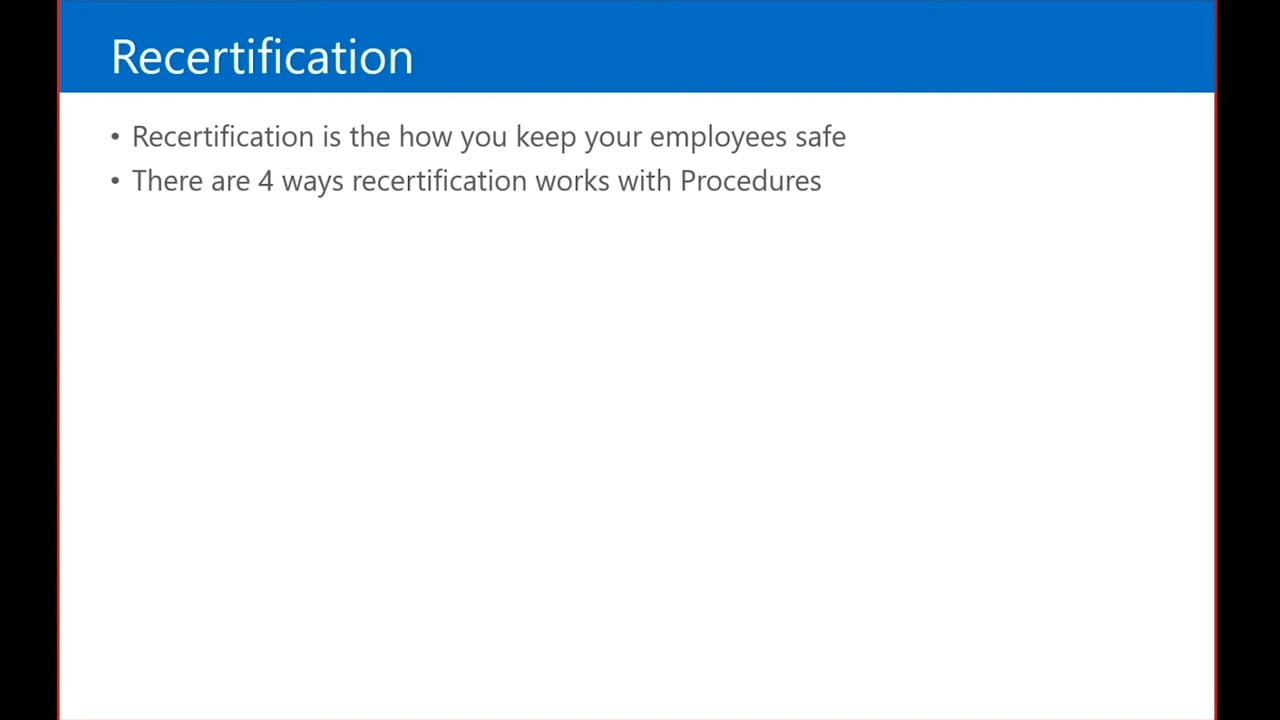 Recertification
• Recertification is the how you keep your employees safe
• There are 4 ways recertification works with Procedures